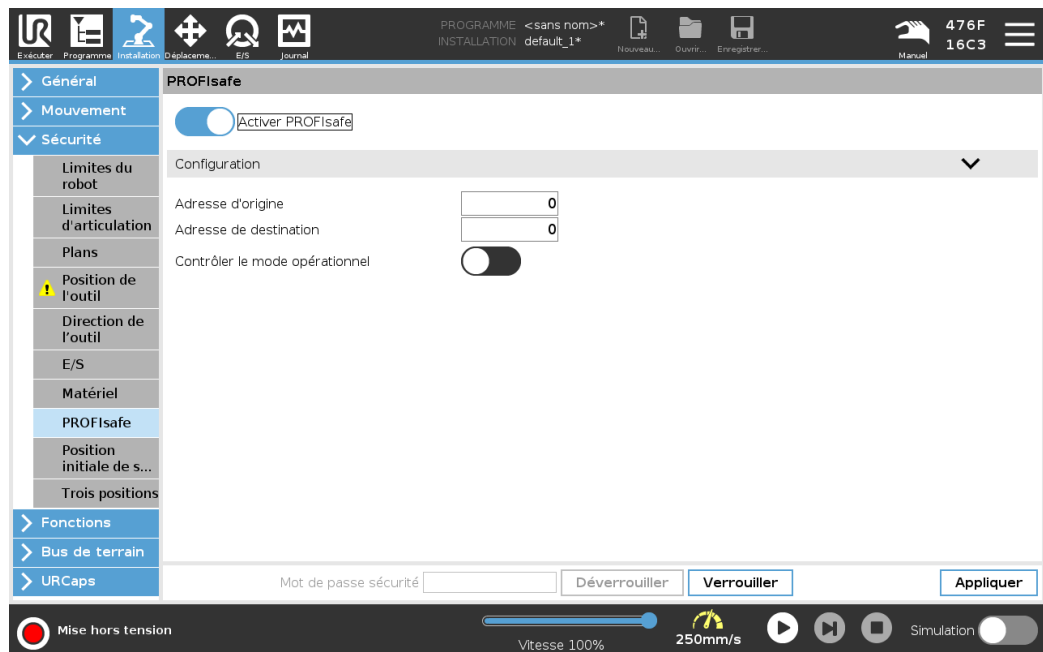 PROGRAMME <sans nom>*
INSTALLATION default_1*
Exécuter Programme Installation Déplaceme... E/S Journal Nouveau... Ouvrir... Enregistrer... Manuel
476F
16C3
Général
PROFIsafe
Mouvement
Activer PROFIsafe
Sécurité
Configuration
Limites du
robot
Limites
d'articulation
Plans
Position de
l'outil
Direction de
l'outil
E/S
Matériel
PROFIsafe
Position
initiale de s...
Trois positions
Fonctions
Bus de terrain
URCaps
Adresse d'origine 0
Adresse de destination 0
Contrôler le mode opérationnel
Mot de passe sécurité Déverrouiller Verrouiller Appliquer
Mise hors tension
Vitesse 100%
250mm/s
Simulation